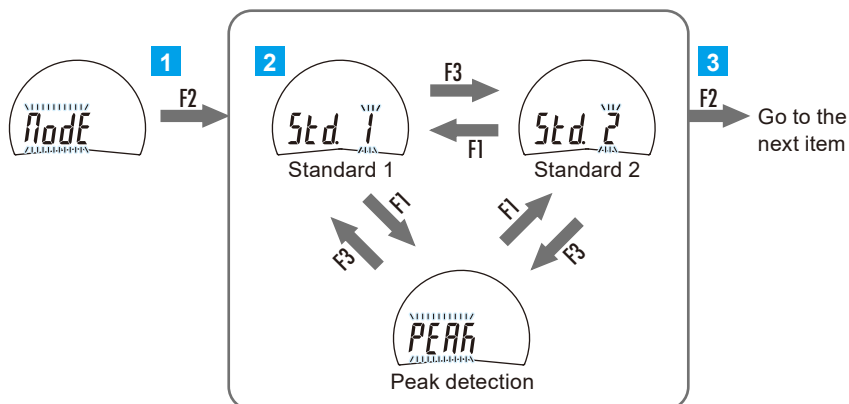 1
F2
ModE
2
Std. 1
Standard 1
F3
F1
Std. 2
Standard 2
3
F2
Go to the
next item
F1
F3
F1
F3
PEAK
Peak detection